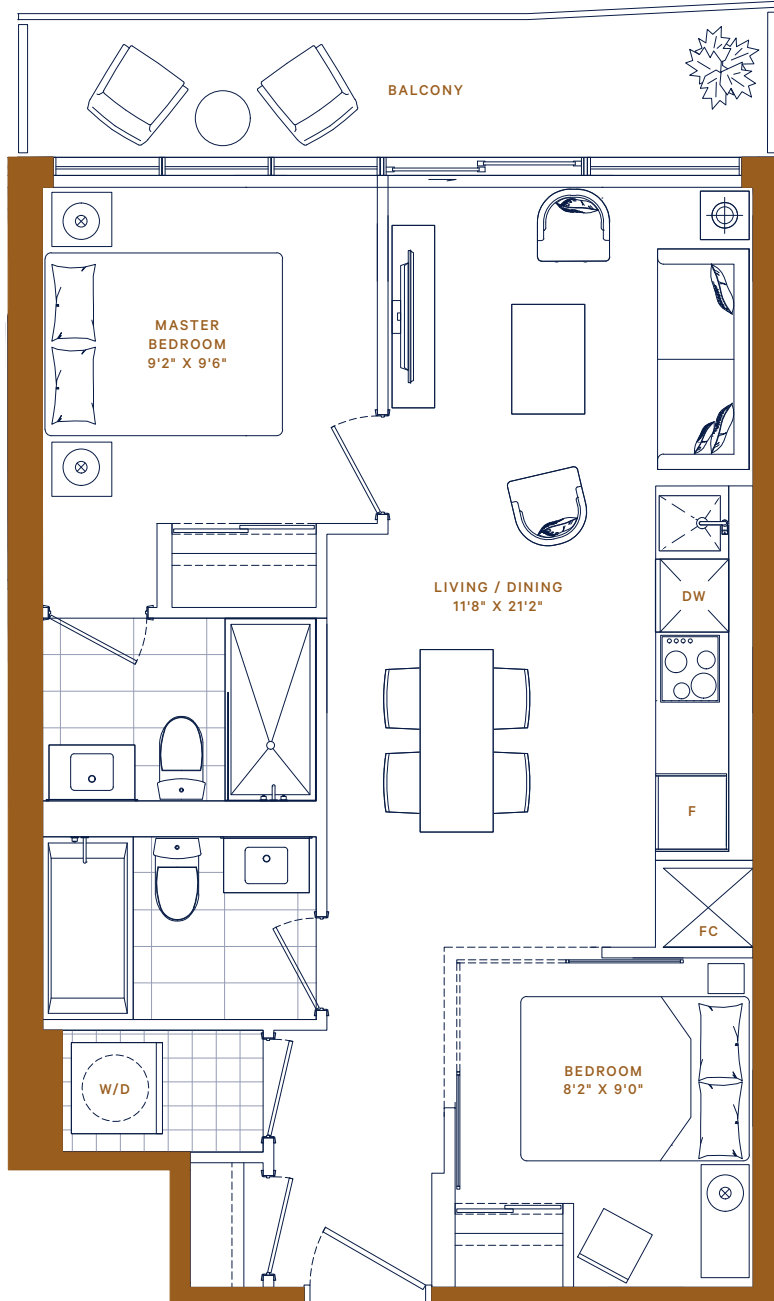 BALCONY
MASTER
BEDROOM
9'2" X 9'6"
LIVING / DINING
11'8" X 21'2"
DW
F
FC
BEDROOM
8'2" X 9'0"
W/D